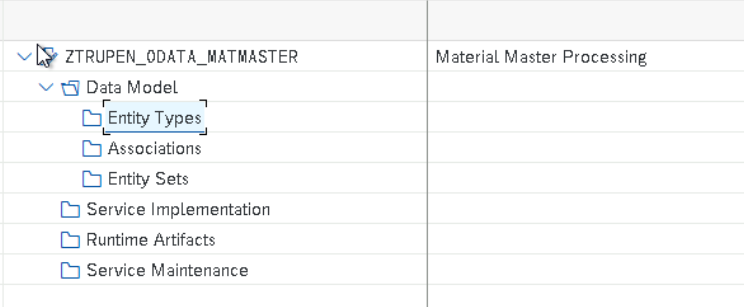 ZTRUPEN_ODATA_MATMASTER Material Master Processing
Data Model
Entity Types
Associations
Entity Sets
Service Implementation
Runtime Artifacts
Service Maintenance